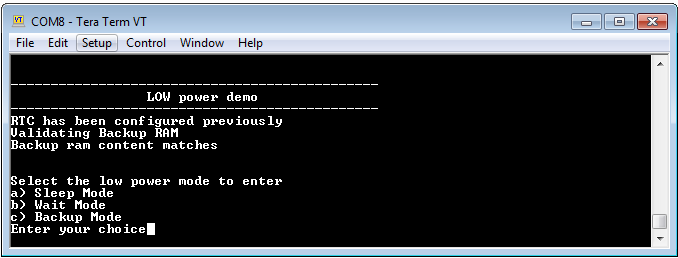 VT COM8 - Tera Term VT
File Edit Setup Control Window Help
------------------------------------------------
LOW power demo
------------------------------------------------
RTC has been configured previously
Validating Backup RAM
Backup ram content matches
Select the low power mode to enter
a) Sleep Mode
b) Wait Mode
c) Backup Mode
Enter your choice